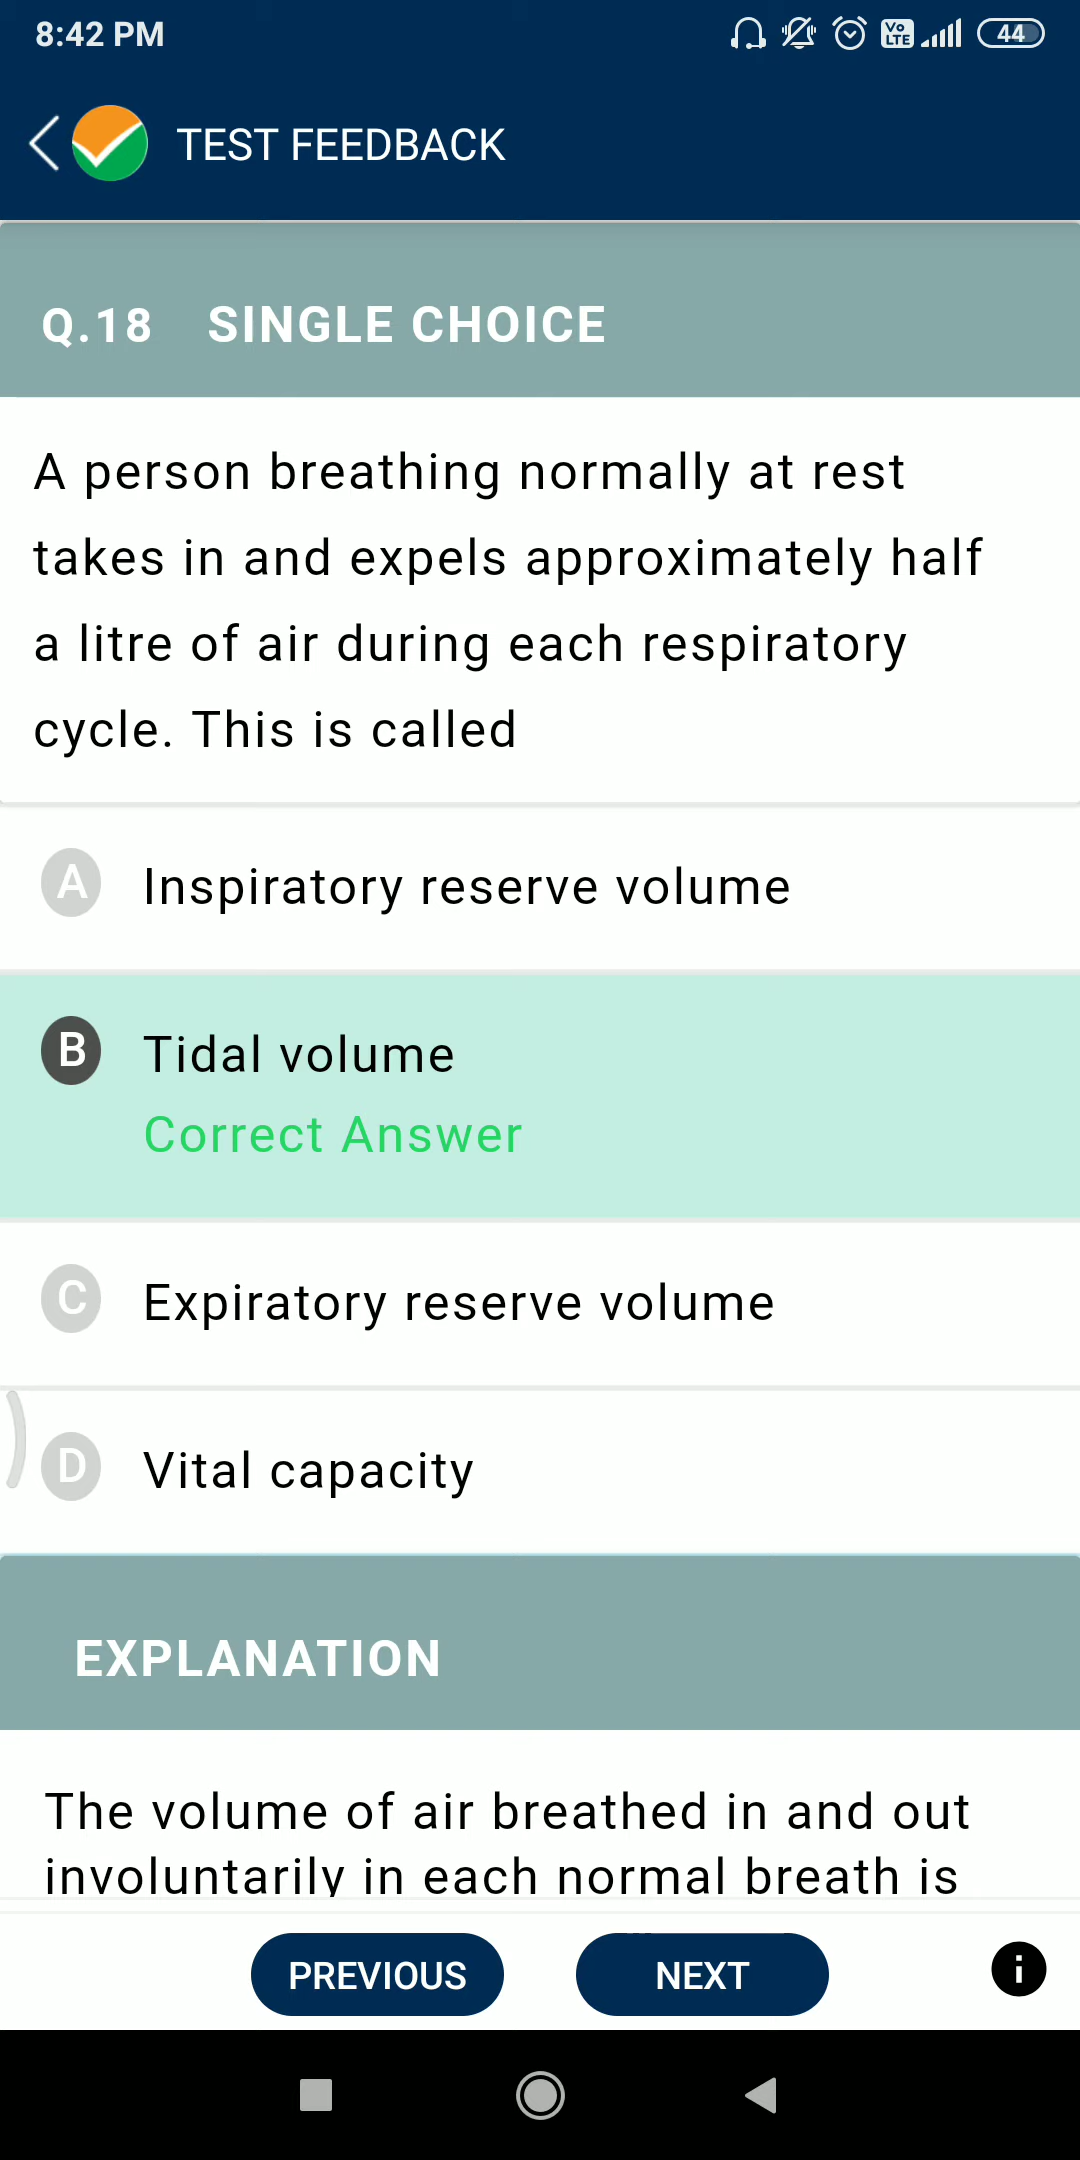 8:42 PM
Vo LTE
44
TEST FEEDBACK
Q.18 SINGLE CHOICE
A person breathing normally at rest
takes in and expels approximately half
a litre of air during each respiratory
cycle. This is called
A Inspiratory reserve volume
B Tidal volume
Correct Answer
C Expiratory reserve volume
D Vital capacity
EXPLANATION
The volume of air breathed in and out
involuntarily in each normal breath is
PREVIOUS
NEXT
i